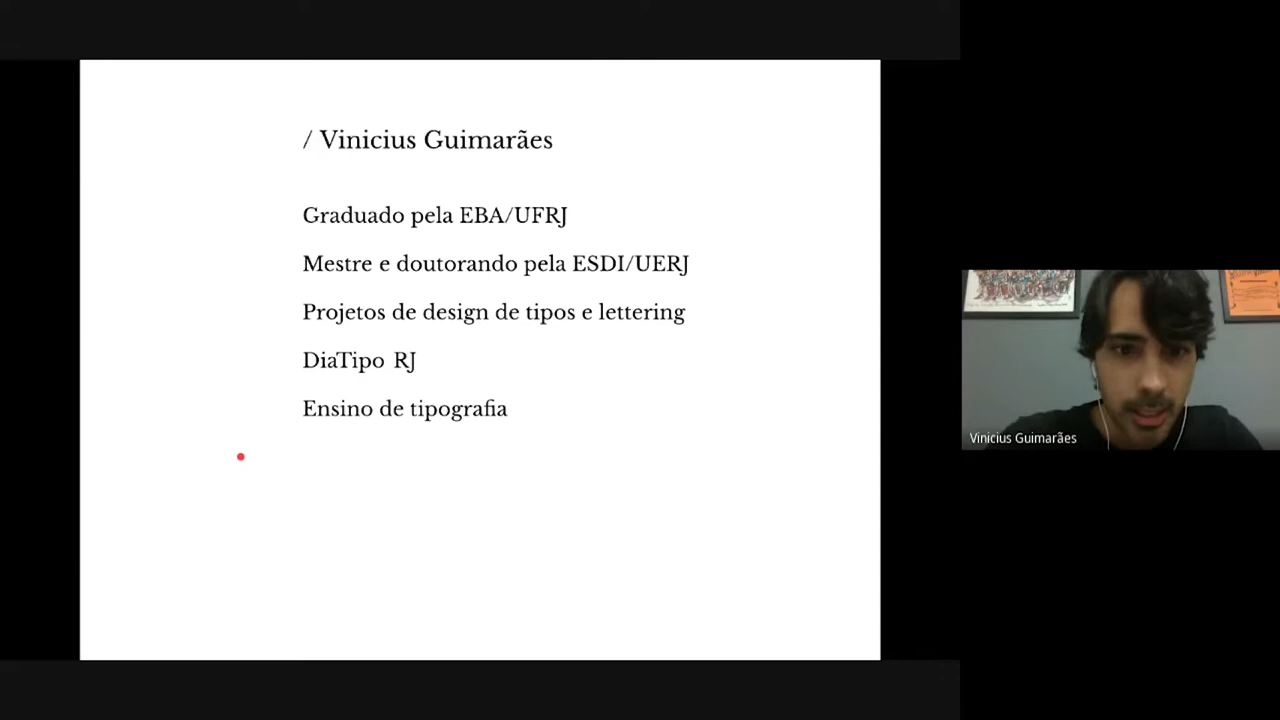 / Vinicius Guimarães
Graduado pela EBA/UFRJ
Mestre e doutorando pela ESDI/UERJ
Projetos de design de tipos e lettering
DiaTipo RJ
Ensino de tipografia
Vinicius Guimarães